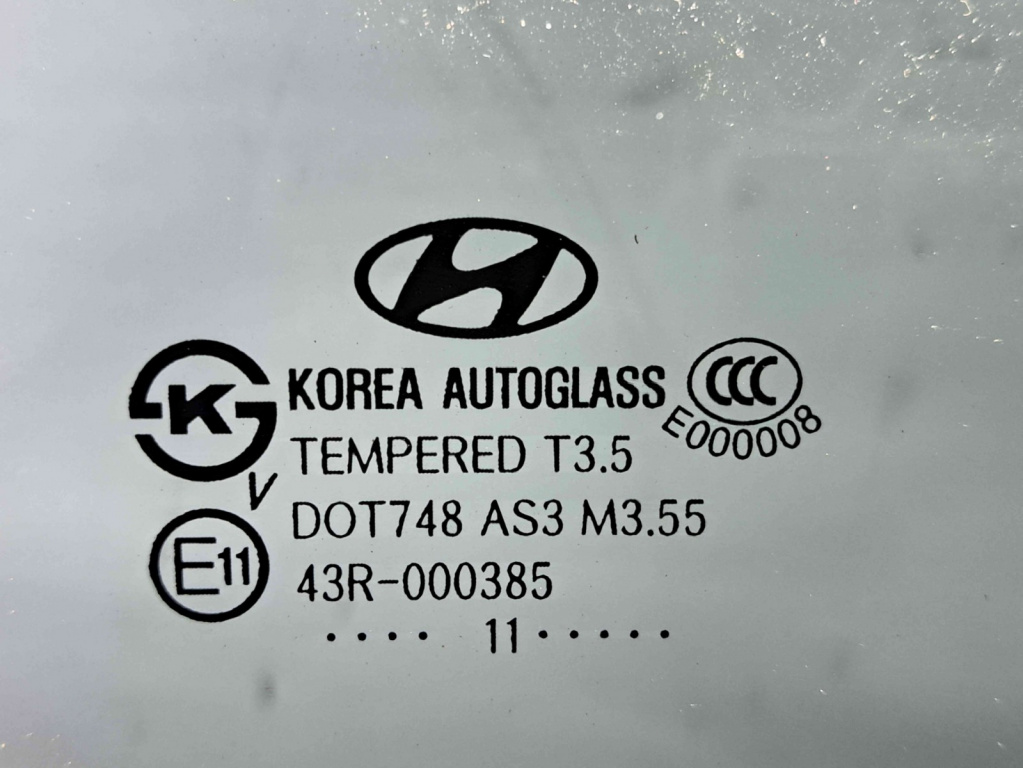 KOREA AUTOGLASS
CCC
E000008
K
TEMPERED T3.5
V
DOT748 AS3 M3.55
E11
43R-000385
.... 11 .....